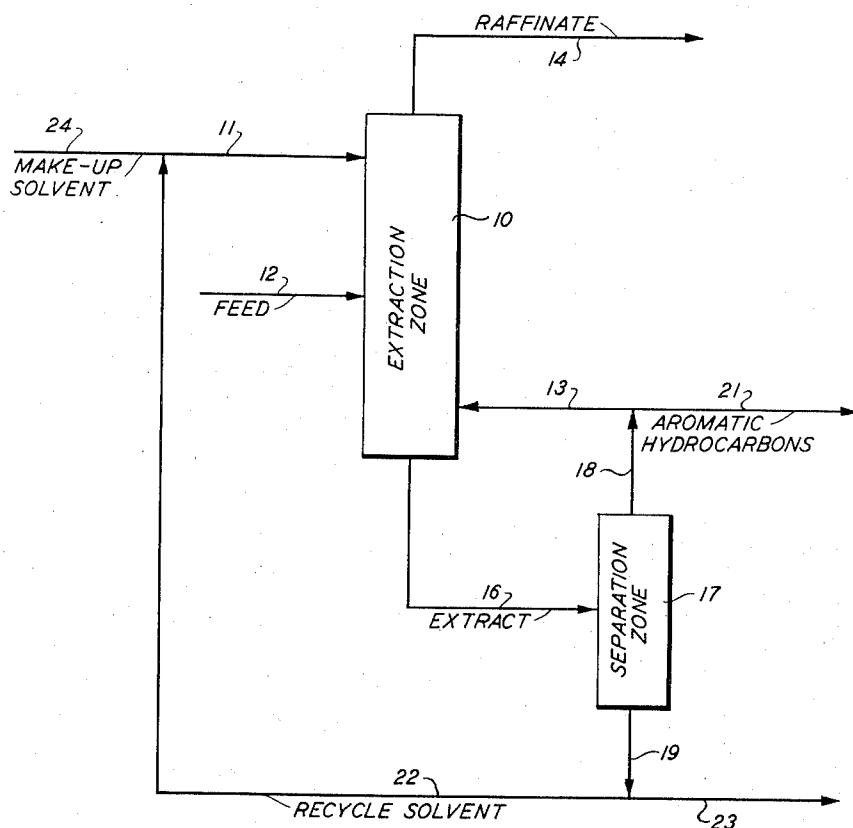 RAFFINATE
14
24
11
MAKE-UP
SOLVENT
10
EXTRACTION
ZONE
12
FEED
13
21
AROMATIC
HYDROCARBONS
18
16
EXTRACT
17
SEPARATION
ZONE
19
22
RECYCLE SOLVENT
23